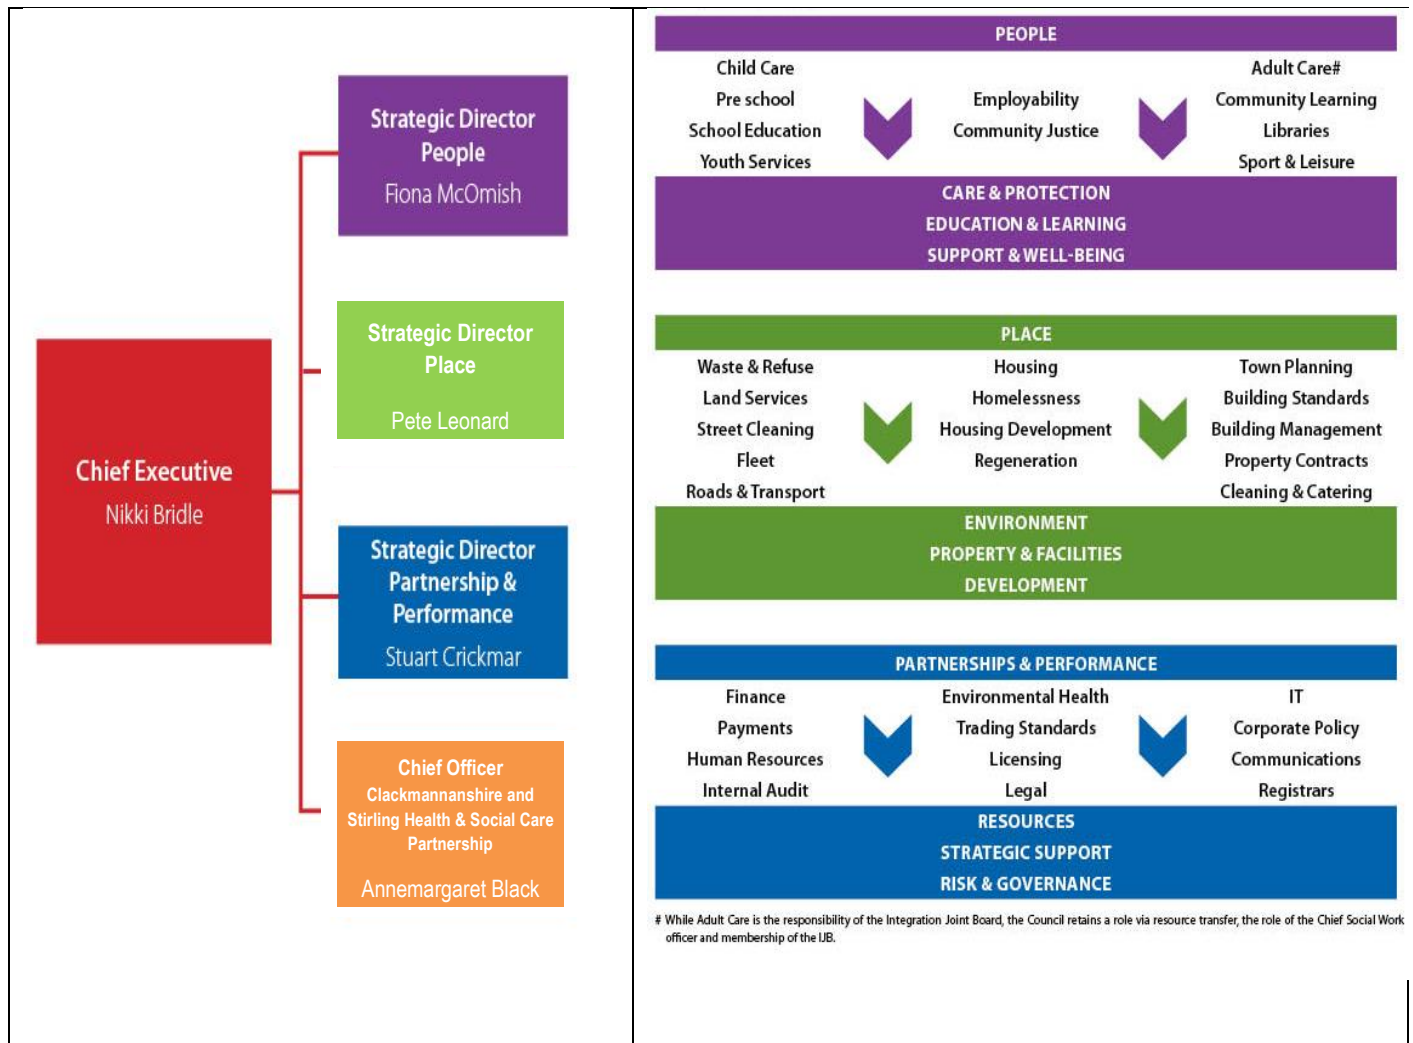 Strategic Director
People
Fiona McOmish
Strategic Director
Place
Pete Leonard
Chief Executive
Nikki Bridle
Strategic Director
Partnership &
Performance
Stuart Crickmar
Chief Officer
Clackmannanshire and
Stirling Health & Social Care
Partnership
Annemargaret Black
PEOPLE
Child Care
Pre school
School Education
Youth Services
Employability
Community Justice
Adult Care#
Community Learning
Libraries
Sport & Leisure
CARE & PROTECTION
EDUCATION & LEARNING
SUPPORT & WELL-BEING
PLACE
Waste & Refuse
Land Services
Street Cleaning
Fleet
Roads & Transport
Housing
Homelessness
Housing Development
Regeneration
Town Planning
Building Standards
Building Management
Property Contracts
Cleaning & Catering
ENVIRONMENT
PROPERTY & FACILITIES
DEVELOPMENT
PARTNERSHIPS & PERFORMANCE
Finance
Payments
Human Resources
Internal Audit
Environmental Health
Trading Standards
Licensing
Legal
IT
Corporate Policy
Communications
Registrars
RESOURCES
STRATEGIC SUPPORT
RISK & GOVERNANCE
# While Adult Care is the responsibility of the Integration Joint Board, the Council retains a role via resource transfer, the role of the Chief Social Work
officer and membership of the IJB.